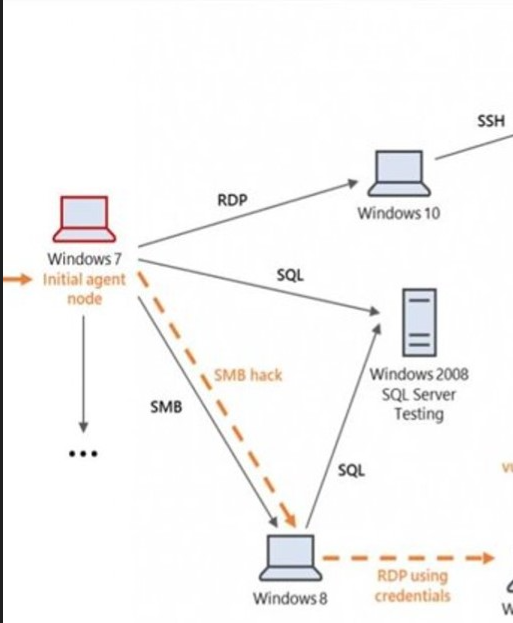 SSH
RDP
Windows 10
Windows 7
Initial agent
node
SQL
SMB hack
Windows 2008
SQL Server
Testing
SMB
...
SQL
RDP using
credentials
Windows 8